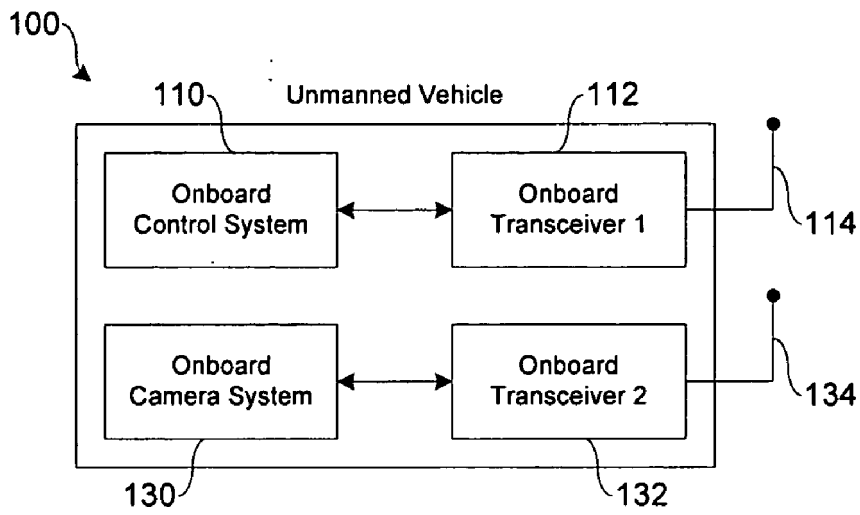 100
110
Unmanned Vehicle
112
Onboard
Control System
Onboard
Transceiver 1
114
Onboard
Camera System
Onboard
Transceiver 2
134
130
132